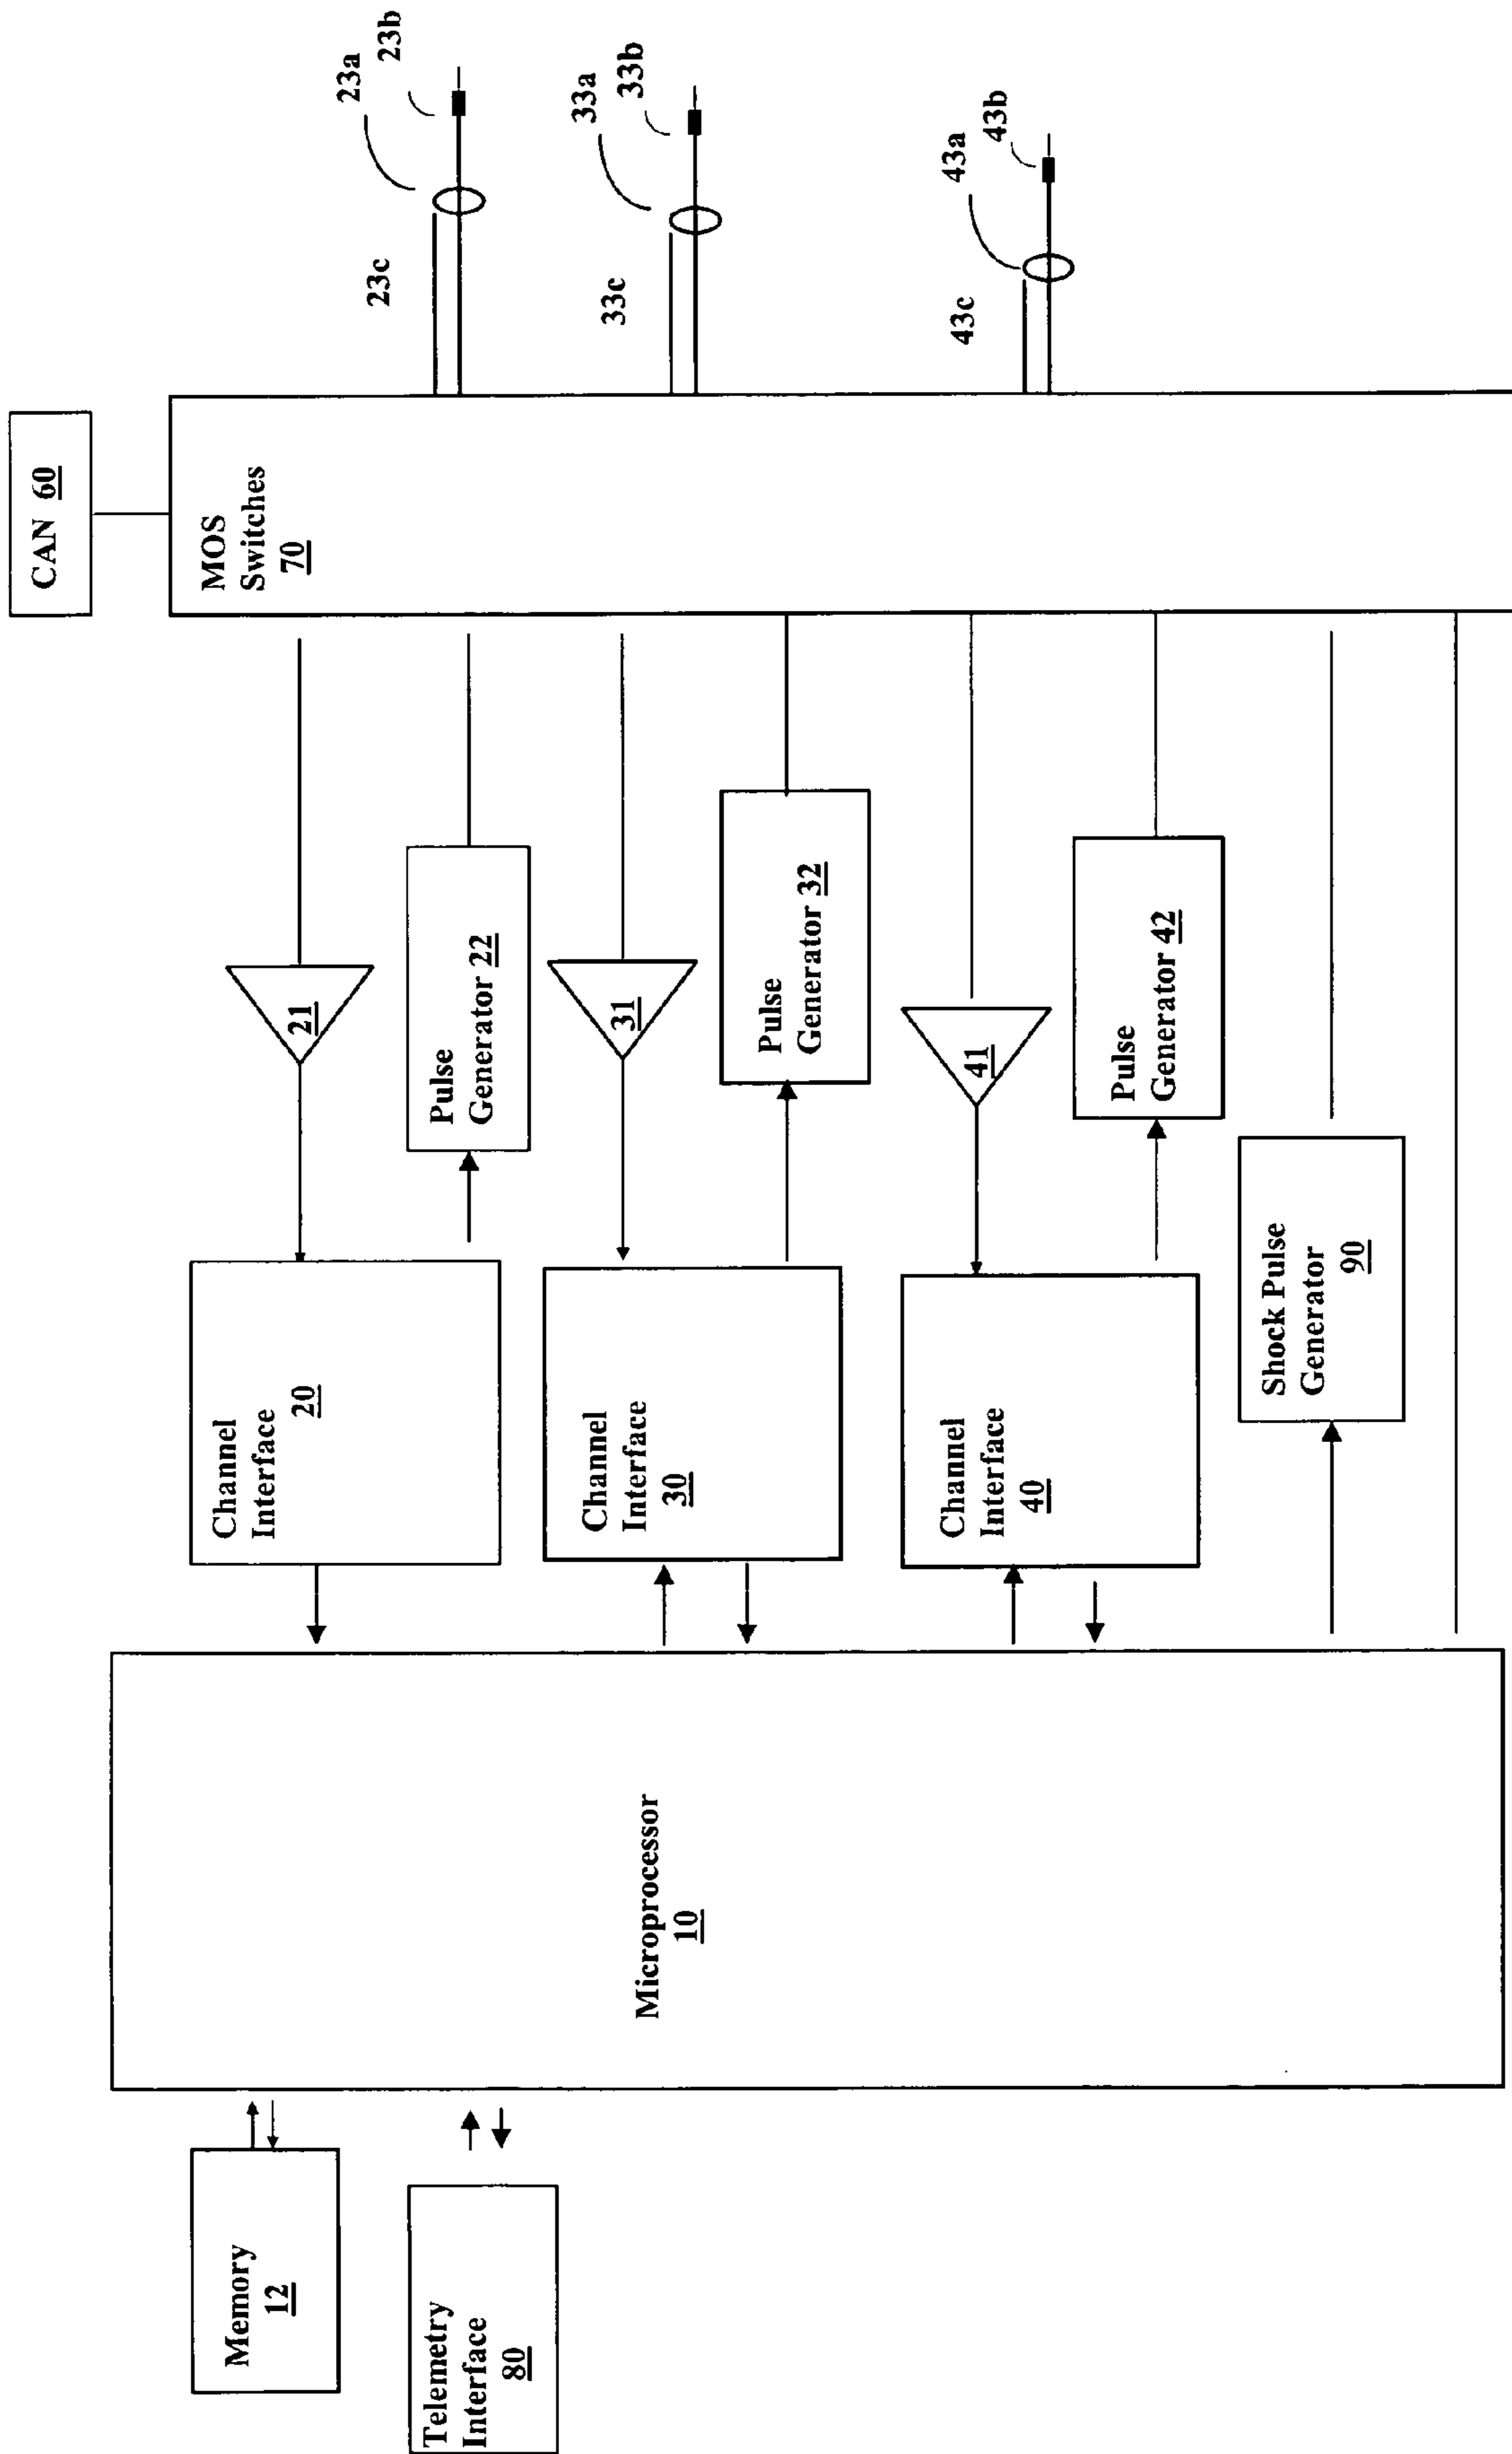 Memory
12
Telemetry
Interface
80
Microprocessor
10
Channel
Interface
20
Channel
Interface
30
Channel
Interface
40
Shock Pulse
Generator
90
21
Pulse
Generator 22
31
Pulse
Generator 32
41
Pulse
Generator 42
CAN 60
MOS
Switches
70
23c
23a
23b
33c
33a
33b
43c
43a
43b